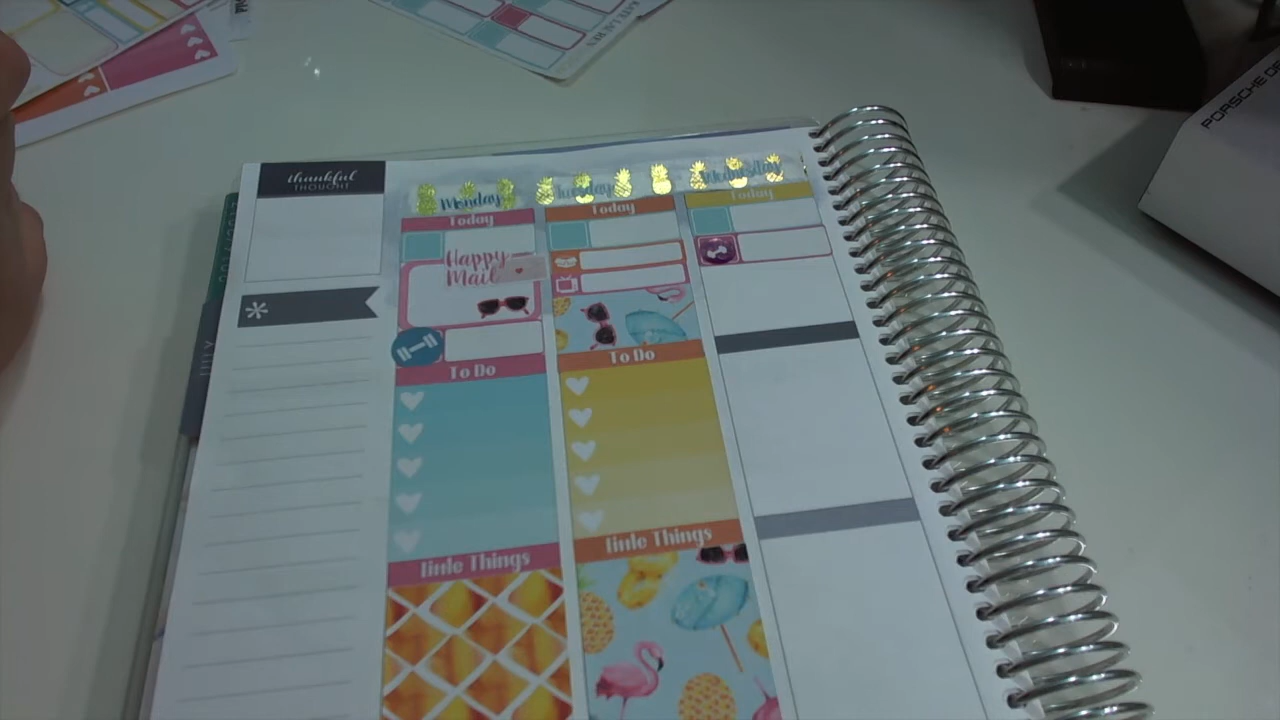 thankful
THOUGHT
Monday
Tuesday
Wednesday
Today
Today
Today
Happy
Mail
To Do
To Do
Little Things
Little Things
JULY
PORSCHE DE